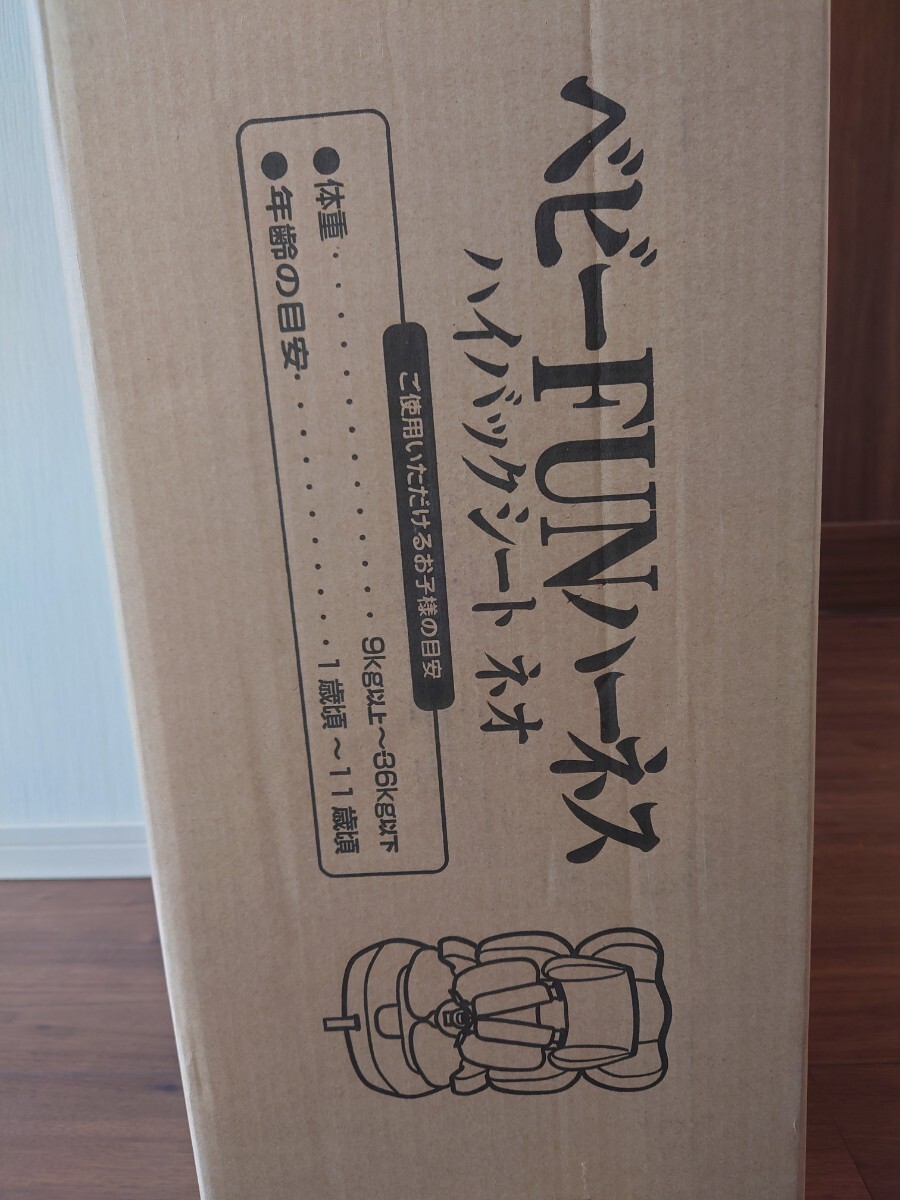 ベビーFUNハーネス
ハイバックシート ネオ
ご使用いただけるお子様の目安
●体重・・・・・・・・・・・・9kg以上～36kg以下
●年齢の目安・・・・・・・・・・・1歳頃～11歳頃